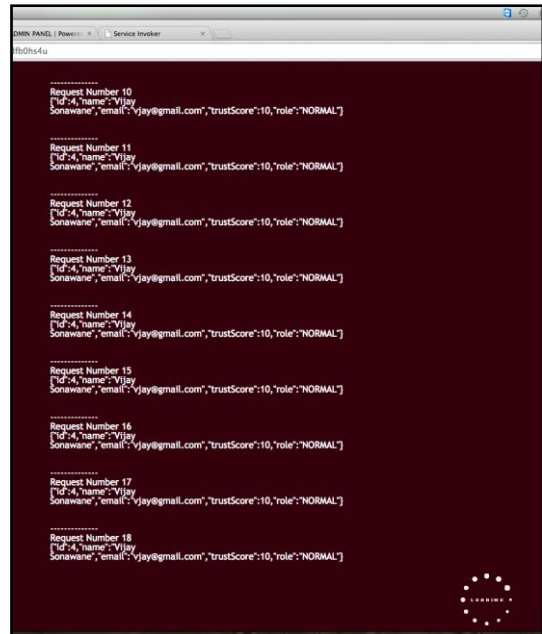 ADMIN PANEL | Powere
Service Invoker
lfb0hs4u
-------------
Request Number 10
{"id":4,"name":"Vijay
Sonawane","email":"vjay@gmail.com","trustScore":10,"role":"NORMAL"}
-------------
Request Number 11
{"id":4,"name":"Vijay
Sonawane","email":"vjay@gmail.com","trustScore":10,"role":"NORMAL"}
-------------
Request Number 12
{"id":4,"name":"Vijay
Sonawane","email":"vjay@gmail.com","trustScore":10,"role":"NORMAL"}
-------------
Request Number 13
{"id":4,"name":"Vijay
Sonawane","email":"vjay@gmail.com","trustScore":10,"role":"NORMAL"}
-------------
Request Number 14
{"id":4,"name":"Vijay
Sonawane","email":"vjay@gmail.com","trustScore":10,"role":"NORMAL"}
-------------
Request Number 15
{"id":4,"name":"Vijay
Sonawane","email":"vjay@gmail.com","trustScore":10,"role":"NORMAL"}
-------------
Request Number 16
{"id":4,"name":"Vijay
Sonawane","email":"vjay@gmail.com","trustScore":10,"role":"NORMAL"}
-------------
Request Number 17
{"id":4,"name":"Vijay
Sonawane","email":"vjay@gmail.com","trustScore":10,"role":"NORMAL"}
-------------
Request Number 18
{"id":4,"name":"Vijay
Sonawane","email":"vjay@gmail.com","trustScore":10,"role":"NORMAL"}
LOADING